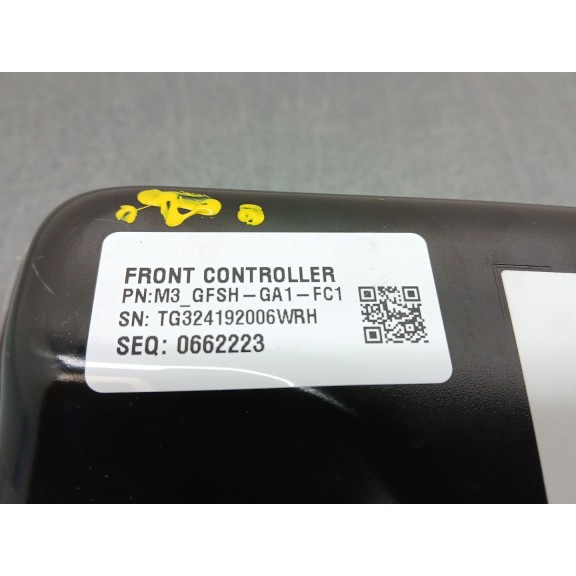 FRONT CONTROLLER
PN:M3_GFSH-GA1-FC1
SN: TG324192006WRH
SEQ: 0662223